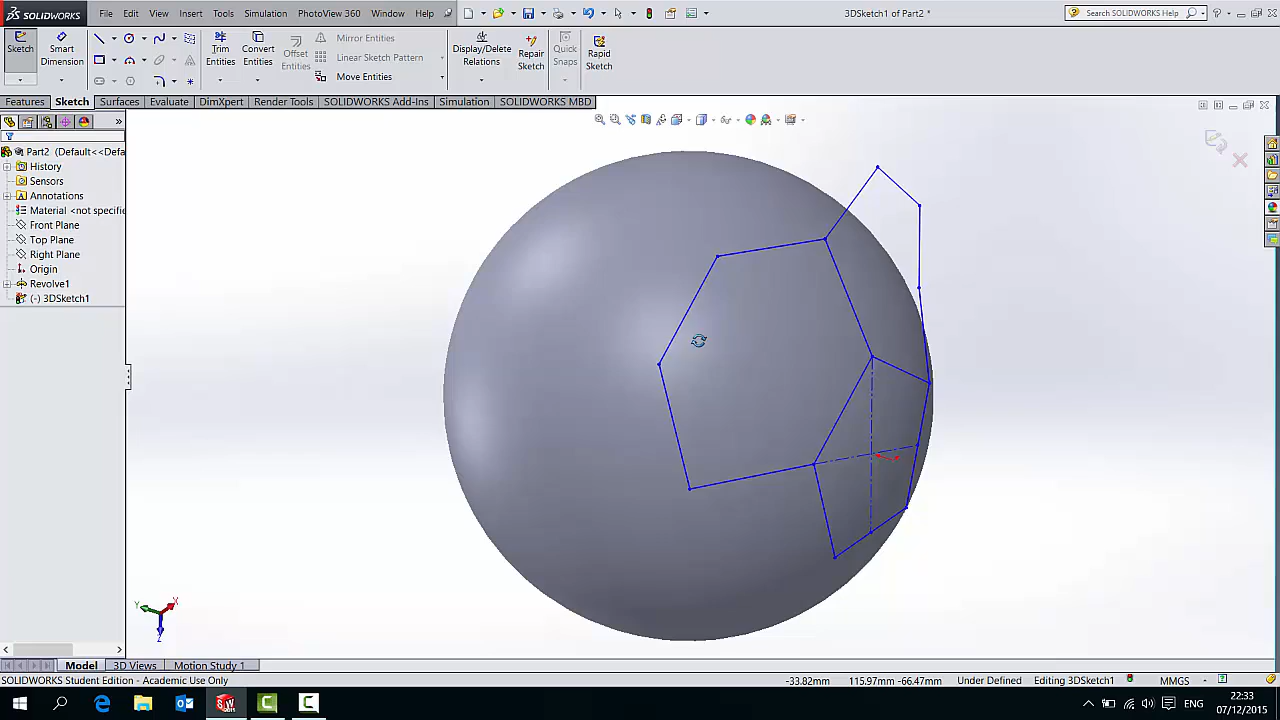 SOLIDWORKS File Edit View Insert Tools Simulation PhotoView 360 Window Help 3DSketch1 of Part2 * Search SOLIDWORKS Help
Sketch Smart Dimension Trim Entities Convert Entities Offset Entities Mirror Entities Linear Sketch Pattern Move Entities Display/Delete Relations Repair Sketch Quick Snaps Rapid Sketch
Features Sketch Surfaces Evaluate DimXpert Render Tools SOLIDWORKS Add-Ins Simulation SOLIDWORKS MBD
Part2 (Default<<Defa
History
Sensors
Annotations
Material <not specifie
Front Plane
Top Plane
Right Plane
Origin
Revolve1
(-) 3DSketch1
Y X
Z
Model 3D Views Motion Study 1
SOLIDWORKS Student Edition - Academic Use Only -33.82mm 115.97mm -66.47mm Under Defined Editing 3DSketch1 MMGS
ENG 22:33
07/12/2015